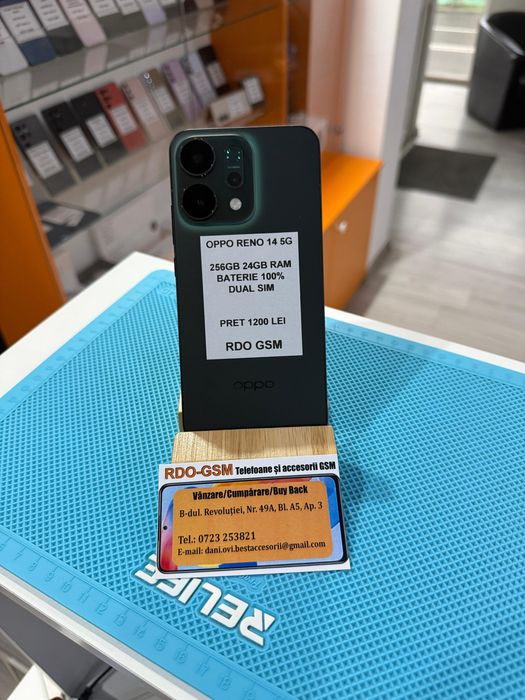 OPPO RENO 14 5G
256GB 24GB RAM
BATERIE 100%
DUAL SIM
PRET 1200 LEI
RDO GSM
oppo
RDO-GSM Telefoane și accesorii GSM
Vânzare/Cumpărare/Buy Back
B-dul. Revoluției, Nr. 49A, Bl. A5, Ap. 3
Tel.: 0723 253821
E-mail: dani.ovi.bestaccesorii@gmail.com
RELIFE